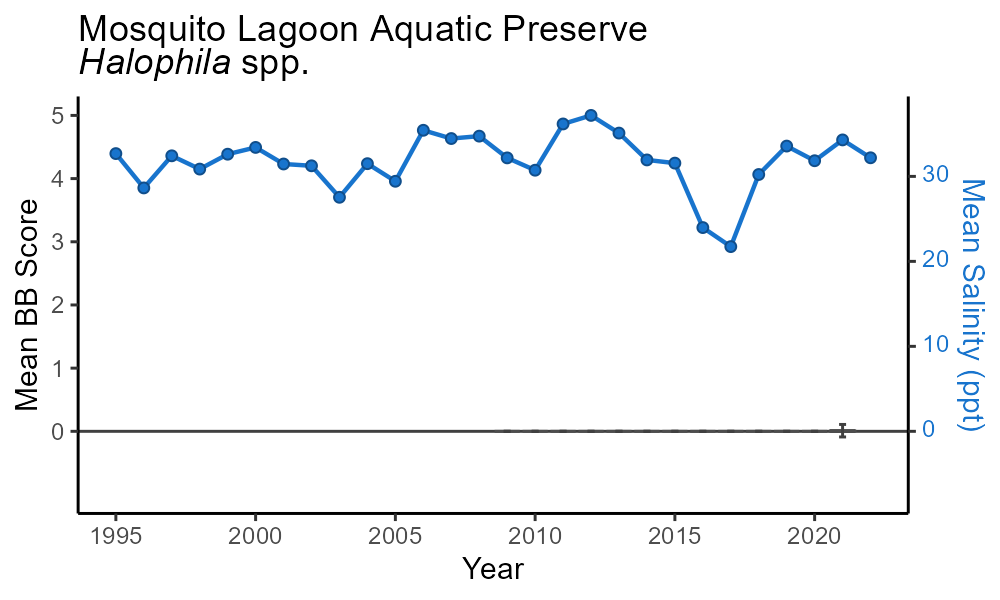 Mosquito Lagoon Aquatic Preserve
Halophila spp.
5
4
3
2
1
0
Mean BB Score
30
20
10
0
Mean Salinity (ppt)
1995 2000 2005 2010 2015 2020
Year